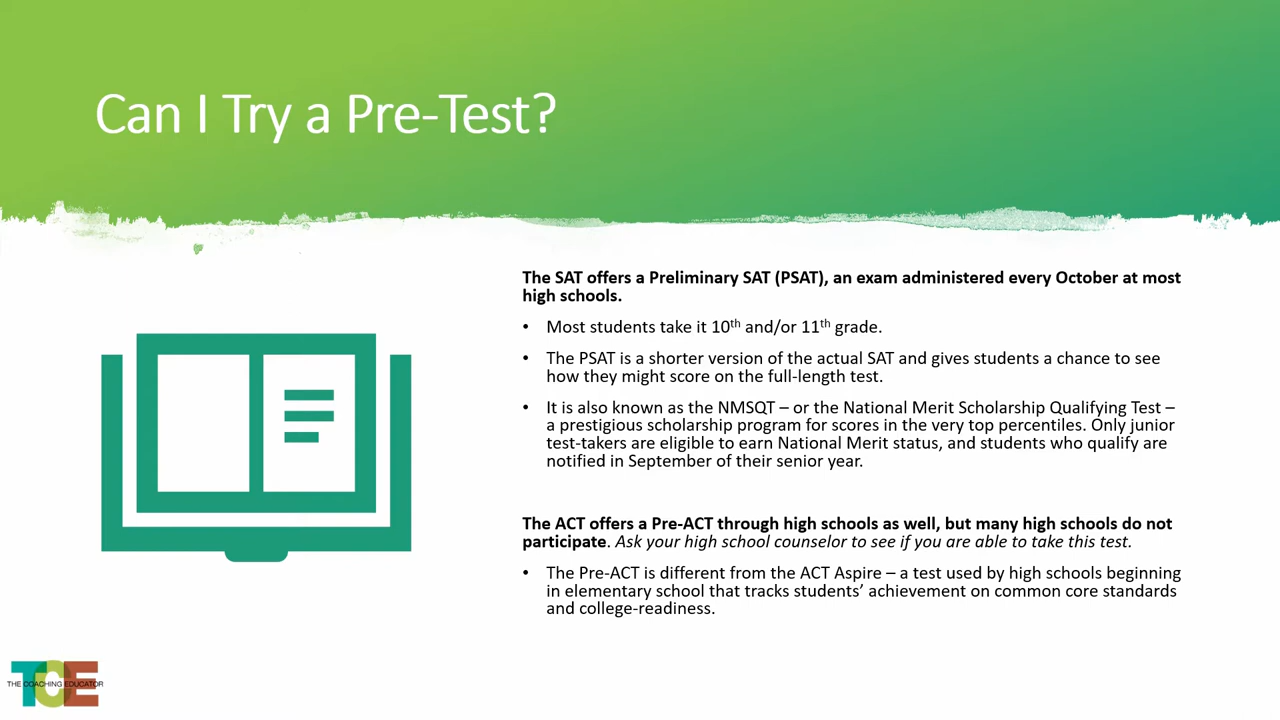 Can I Try a Pre-Test?
The SAT offers a Preliminary SAT (PSAT), an exam administered every October at most
high schools.
• Most students take it 10th and/or 11th grade.
• The PSAT is a shorter version of the actual SAT and gives students a chance to see
how they might score on the full-length test.
• It is also known as the NMSQT – or the National Merit Scholarship Qualifying Test –
a prestigious scholarship program for scores in the very top percentiles. Only junior
test-takers are eligible to earn National Merit status, and students who qualify are
notified in September of their senior year.
The ACT offers a Pre-ACT through high schools as well, but many high schools do not
participate. Ask your high school counselor to see if you are able to take this test.
• The Pre-ACT is different from the ACT Aspire – a test used by high schools beginning
in elementary school that tracks students’ achievement on common core standards
and college-readiness.
TCE
THE COACHING EDUCATOR